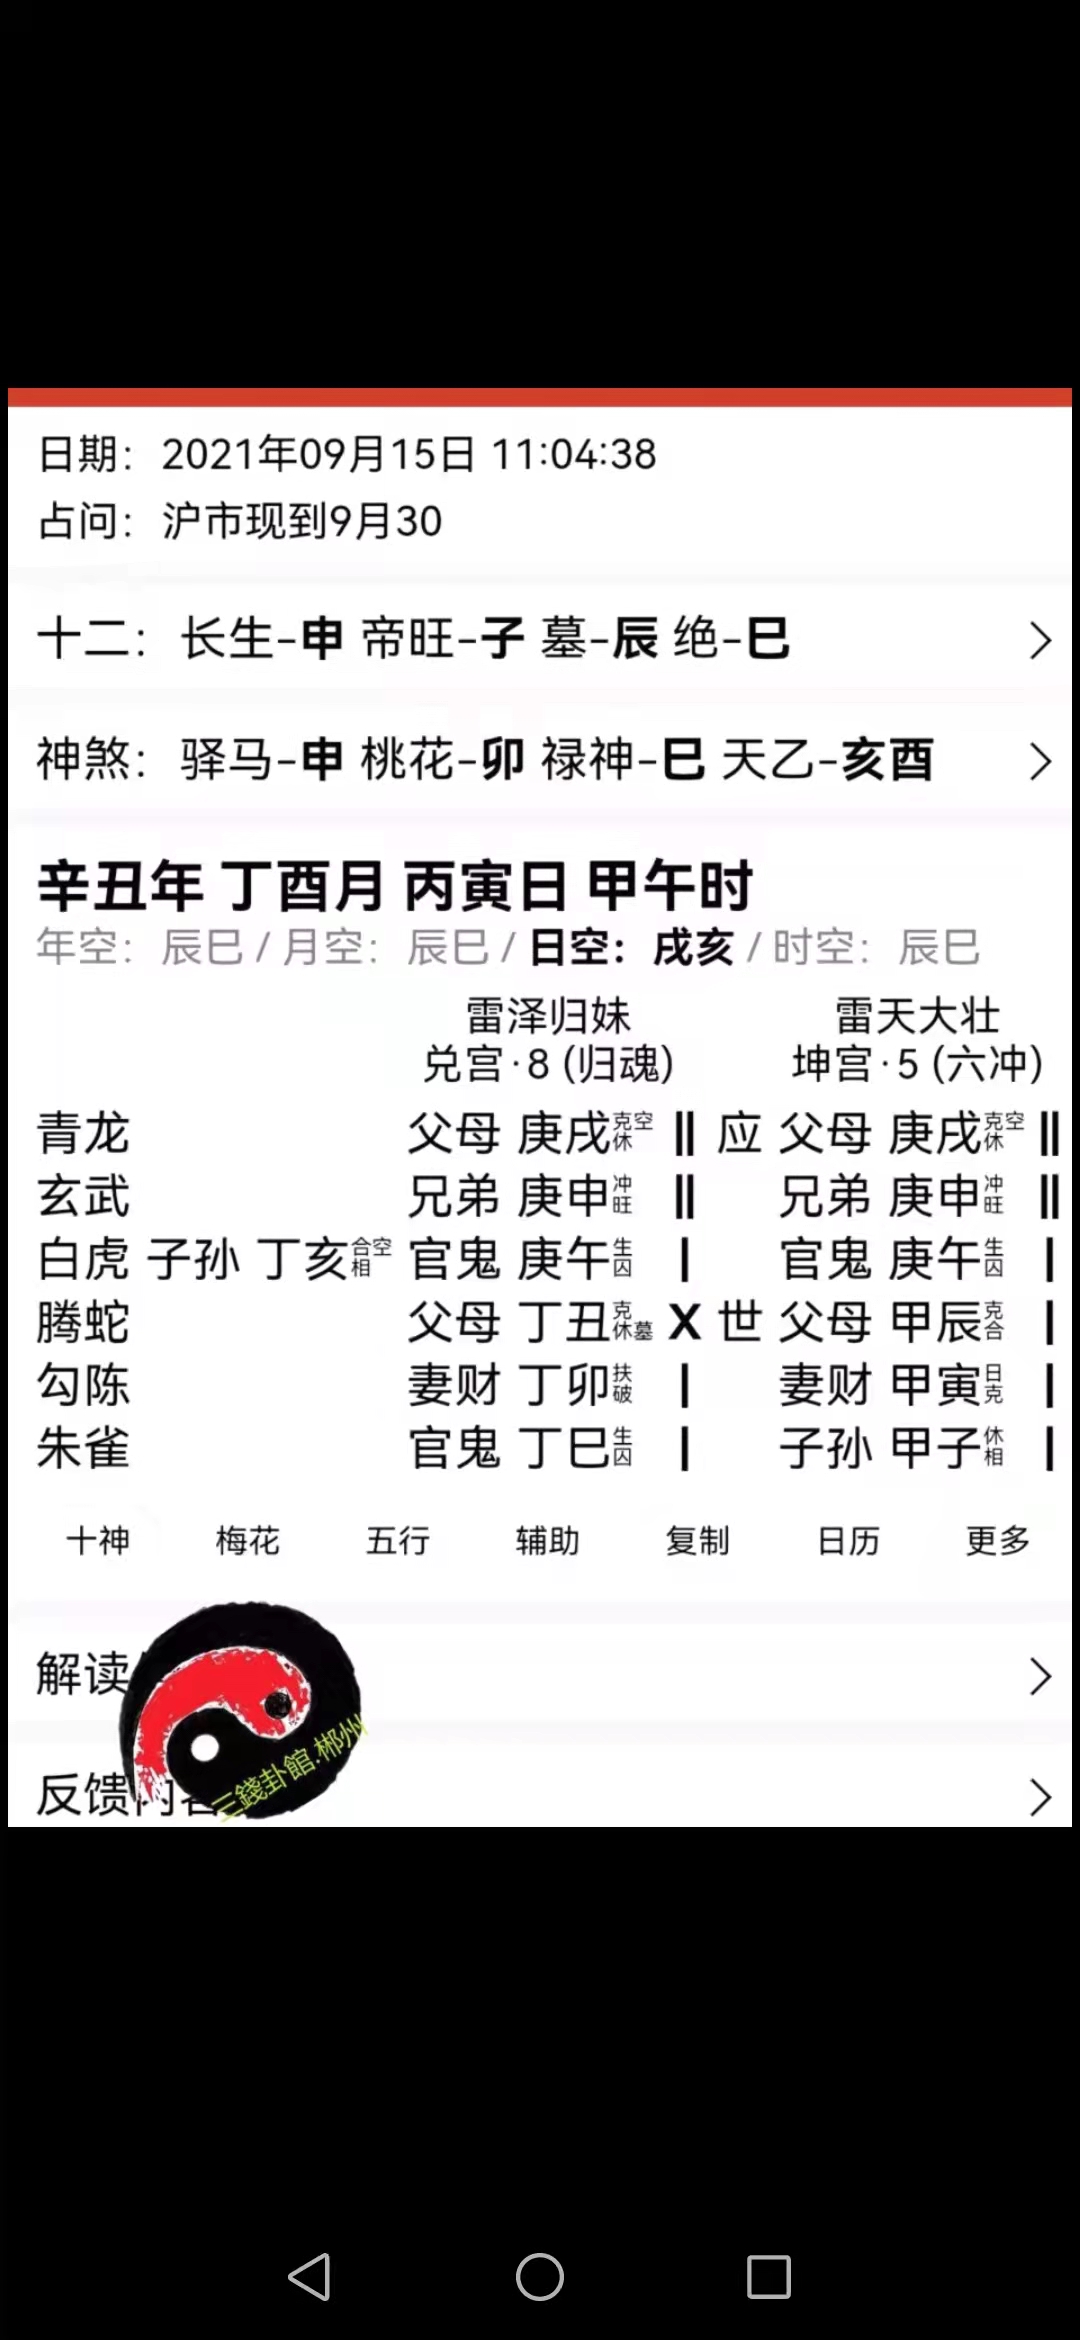 日期：2021年09月15日 11:04:38
占问：沪市现到9月30
十二：长生-申 帝旺-子 墓-辰 绝-巳
神煞：驿马-申 桃花-卯 禄神-巳 天乙-亥酉
辛丑年 丁酉月 丙寅日 甲午时
年空：辰巳 / 月空：辰巳 / 日空：戌亥 / 时空：辰巳
雷泽归妹 雷天大壮
兑宫·8 (归魂) 坤宫·5 (六冲)
青龙 父母 庚戌 克空休 应 父母 庚戌 克空休
玄武 兄弟 庚申 冲旺 兄弟 庚申 冲旺
白虎 子孙 丁亥 合空相 官鬼 庚午 生囚 官鬼 庚午 生囚
腾蛇 父母 丁丑 克休墓 X 世 父母 甲辰 克合
勾陈 妻财 丁卯 扶破 妻财 甲寅 日克
朱雀 官鬼 丁巳 生囚 子孙 甲子 休相
十神 梅花 五行 辅助 复制 日历 更多
解读
反馈内容
三錢卦館.郴州